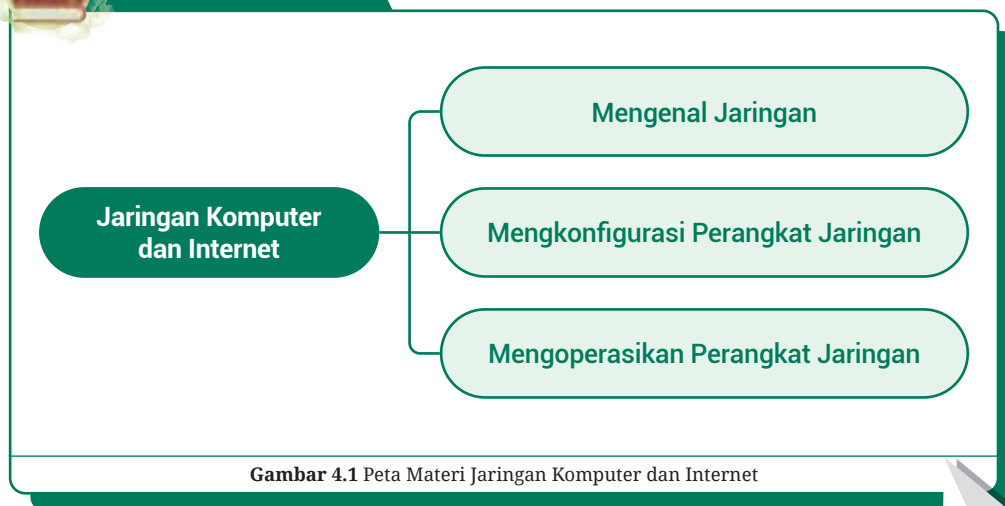 Mengenal Jaringan
Jaringan Komputer
dan Internet
Mengkonfigurasi Perangkat Jaringan
Mengoperasikan Perangkat Jaringan
Gambar 4.1 Peta Materi Jaringan Komputer dan Internet